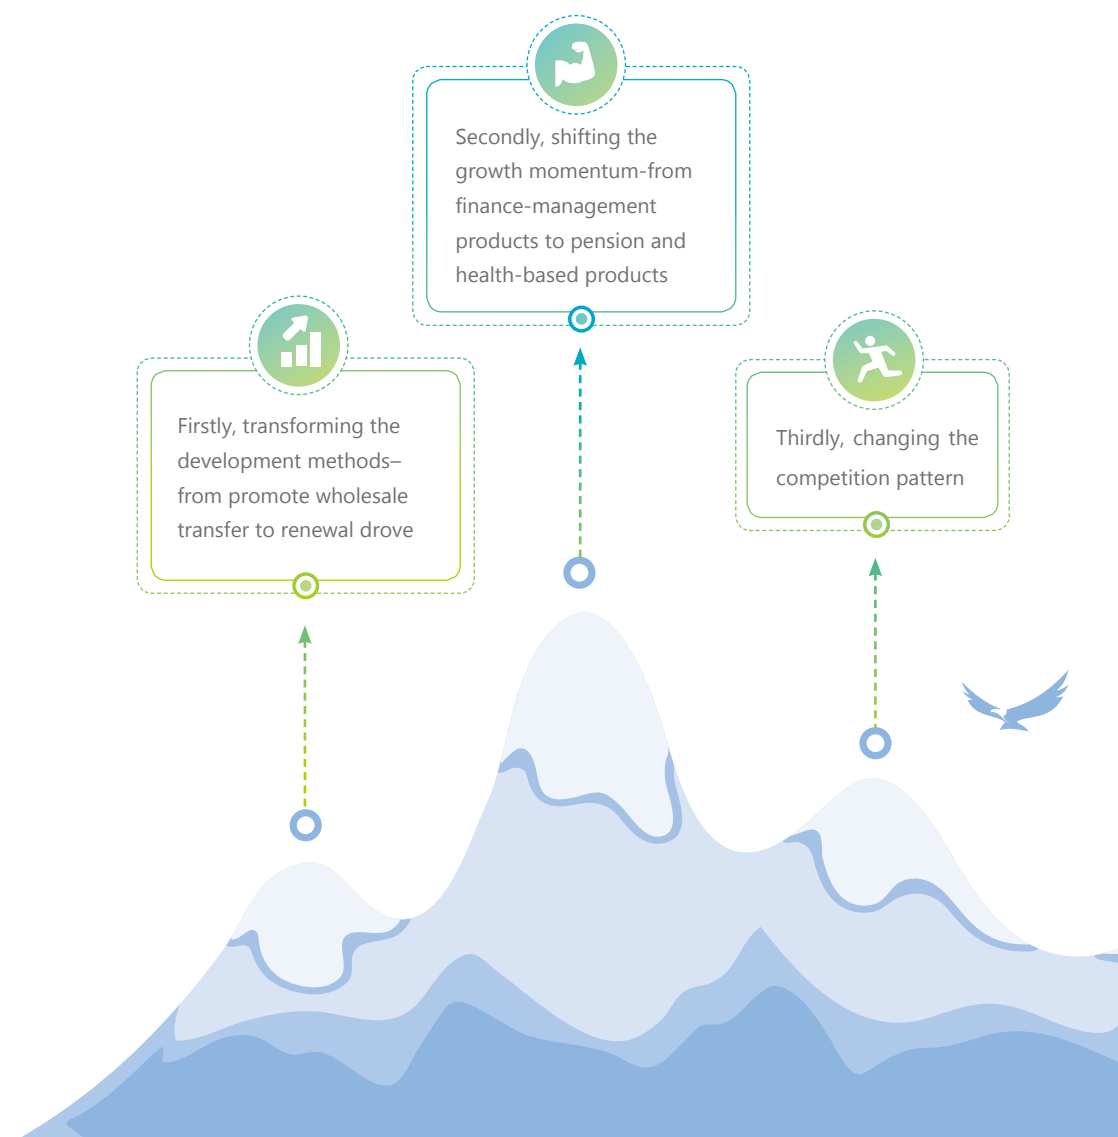 Firstly, transforming the
development methods–
from promote wholesale
transfer to renewal drove
Secondly, shifting the
growth momentum-from
finance-management
products to pension and
health-based products
Thirdly, changing the
competition pattern